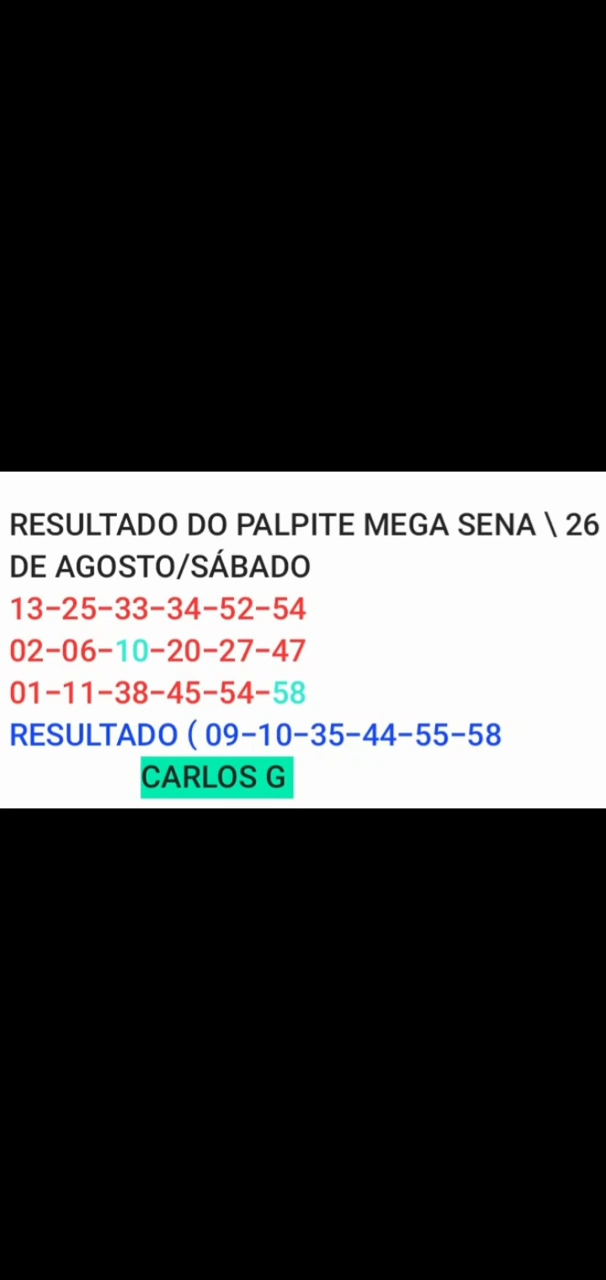 RESULTADO DO PALPITE MEGA SENA \ 26
DE AGOSTO/SÁBADO
13-25-33-34-52-54
02-06-10-20-27-47
01-11-38-45-54-58
RESULTADO ( 09-10-35-44-55-58
CARLOS G